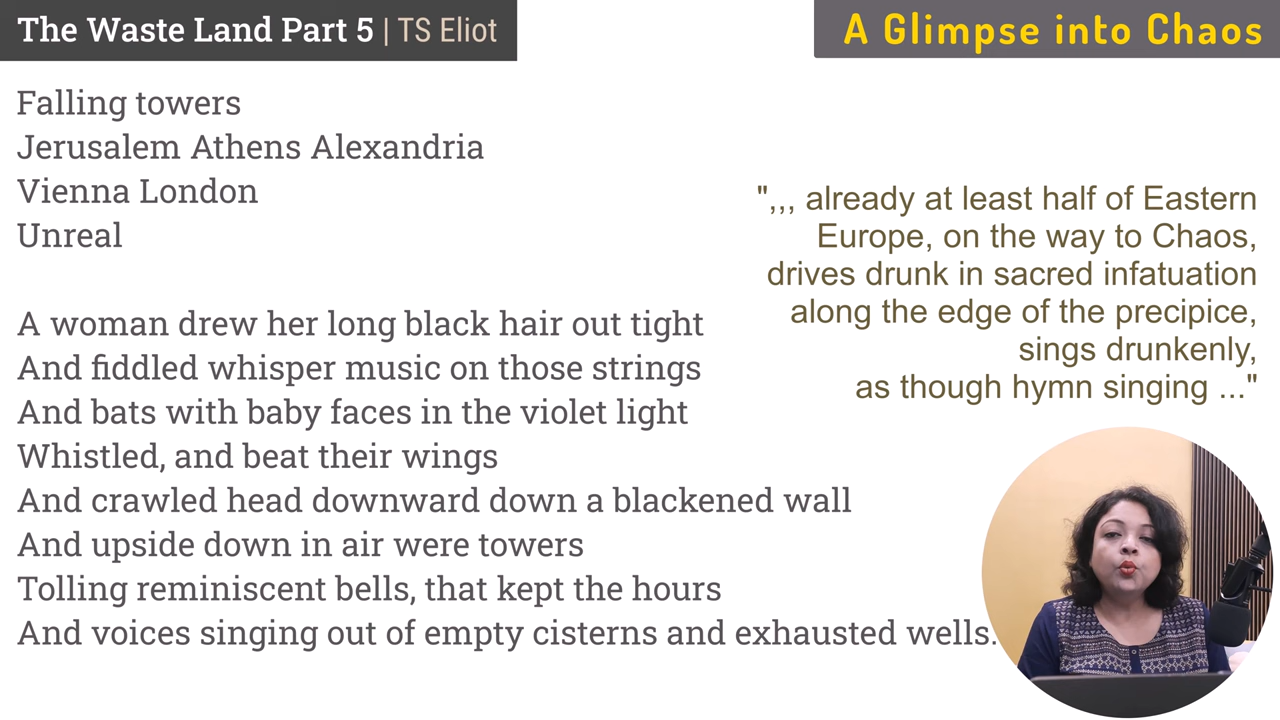 The Waste Land Part 5 | TS Eliot
A Glimpse into Chaos
Falling towers
Jerusalem Athens Alexandria
Vienna London
Unreal
A woman drew her long black hair out tight
And fiddled whisper music on those strings
And bats with baby faces in the violet light
Whistled, and beat their wings
And crawled head downward down a blackened wall
And upside down in air were towers
Tolling reminiscent bells, that kept the hours
And voices singing out of empty cisterns and exhausted wells.
",,, already at least half of Eastern
Europe, on the way to Chaos,
drives drunk in sacred infatuation
along the edge of the precipice,
sings drunkenly,
as though hymn singing ..."